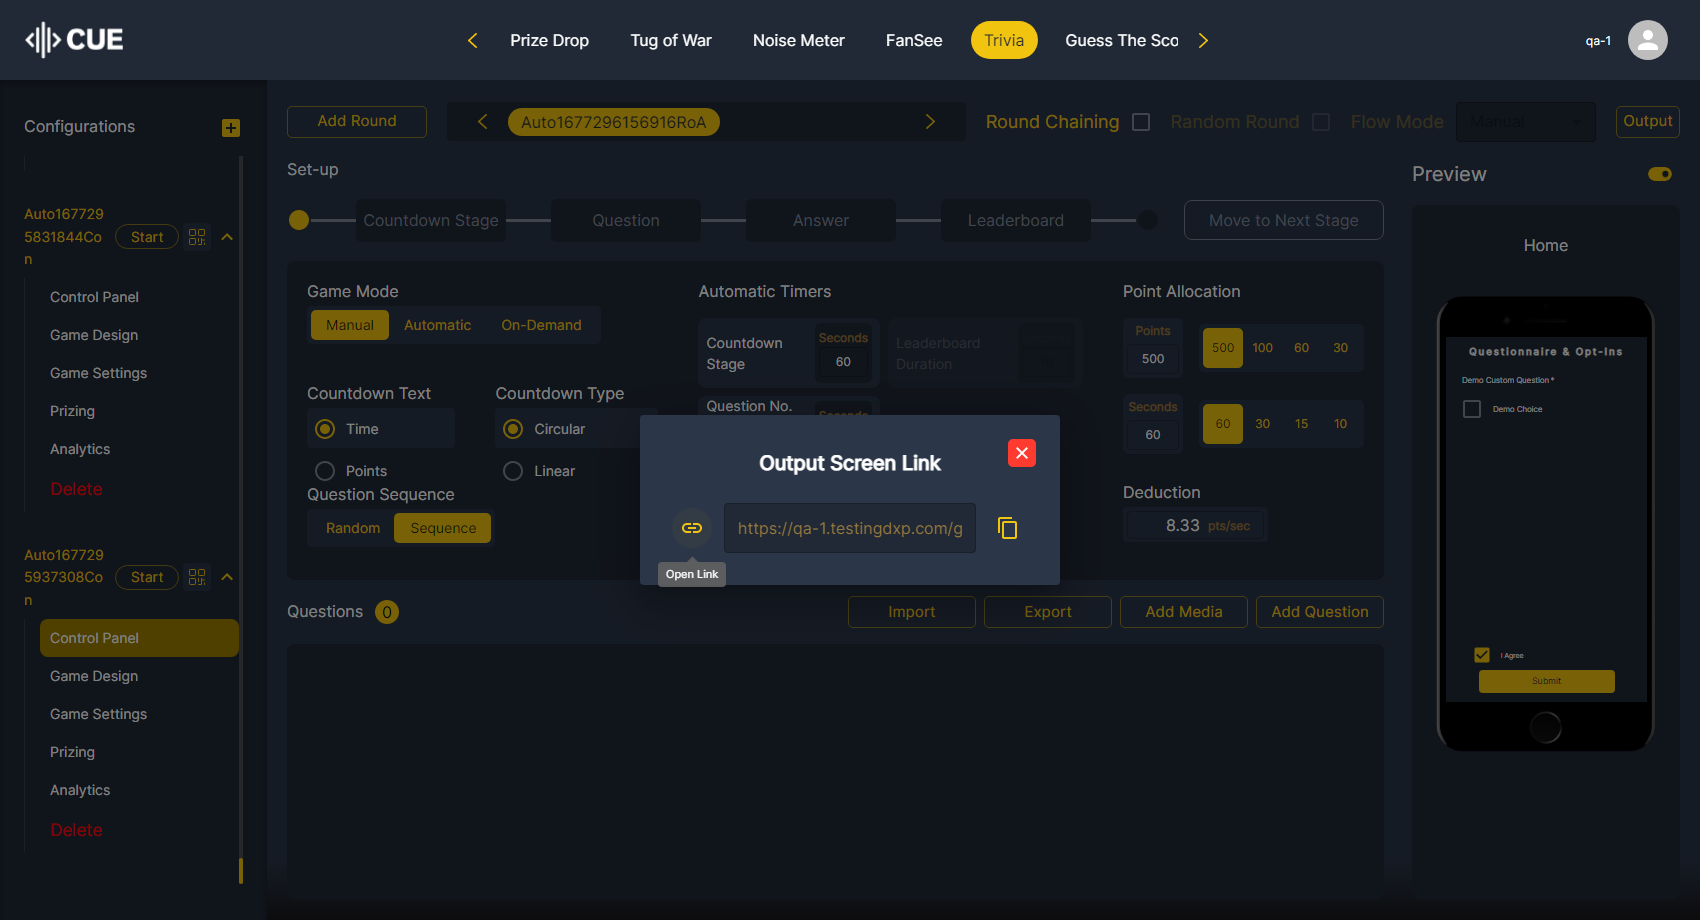 CUE
Prize Drop
Tug of War
Noise Meter
FanSee
Trivia
Guess The Sco
qa-1
Configurations
Auto167729
5831844Co
n
Start
Control Panel
Game Design
Game Settings
Prizing
Analytics
Delete
Auto167729
5937308Co
n
Start
Control Panel
Game Design
Game Settings
Prizing
Analytics
Delete
Add Round
Auto1677296156916RoA
Round Chaining
Random Round
Flow Mode
Manual
Output
Set-up
Countdown Stage
Question
Answer
Leaderboard
Move to Next Stage
Game Mode
Manual
Automatic
On-Demand
Countdown Text
Time
Points
Countdown Type
Circular
Linear
Question Sequence
Random
Sequence
Automatic Timers
Countdown
Stage
Seconds
60
Leaderboard
Duration
Question No.
Seconds
Point Allocation
Points
500
500
100
60
30
Seconds
60
60
30
15
10
Deduction
8.33 pts/sec
Output Screen Link
https://qa-1.testingdxp.com/g
Open Link
Questions 0
Import
Export
Add Media
Add Question
Preview
Home
Questionnaire & Opt-Ins
Demo Custom Question *
Demo Choice
I Agree
Submit